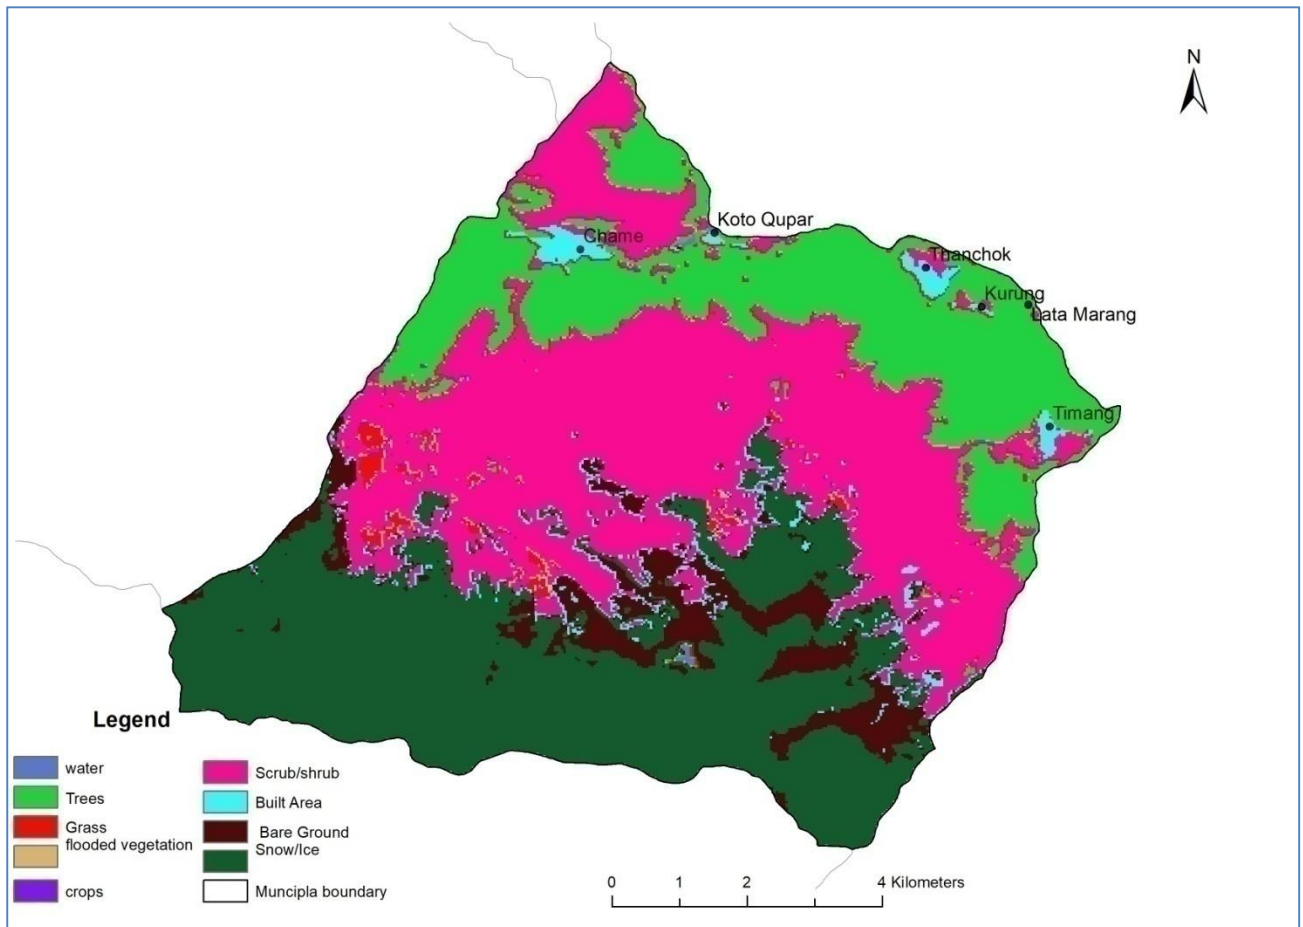 N
Koto Qupar
Chame
Thanchok
Kurung
Lata Marang
Timang
Legend
water
Trees
Grass
flooded vegetation
crops
Scrub/shrub
Built Area
Bare Ground
Snow/Ice
Muncipla boundary
0 1 2 4 Kilometers